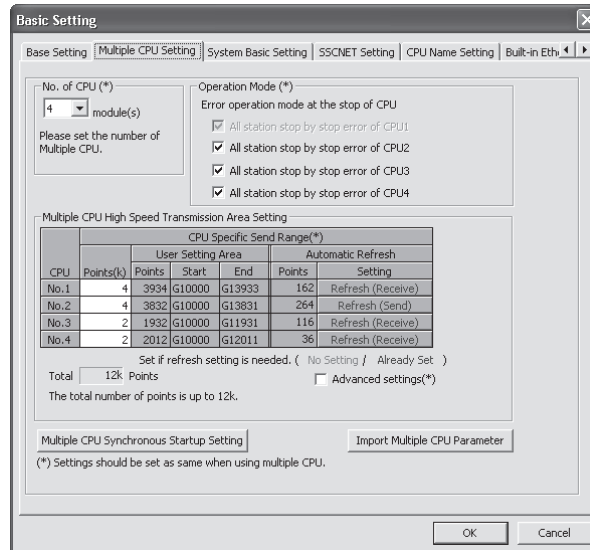 Basic Setting
Base Setting Multiple CPU Setting System Basic Setting SSCNET Setting CPU Name Setting Built-in Eth
No. of CPU (*)
4 module(s)
Please set the number of
Multiple CPU.
Operation Mode (*)
Error operation mode at the stop of CPU
All station stop by stop error of CPU1
All station stop by stop error of CPU2
All station stop by stop error of CPU3
All station stop by stop error of CPU4
Multiple CPU High Speed Transmission Area Setting
CPU Specific Send Range(*)
User Setting Area Automatic Refresh
CPU Points(k) Points Start End Points Setting
No.1 4 3934 G10000 G13933 162 Refresh (Receive)
No.2 4 3832 G10000 G13831 264 Refresh (Send)
No.3 2 1932 G10000 G11931 116 Refresh (Receive)
No.4 2 2012 G10000 G12011 36 Refresh (Receive)
Set if refresh setting is needed. ( No Setting / Already Set )
Total 12k Points
Advanced settings(*)
The total number of points is up to 12k.
Multiple CPU Synchronous Startup Setting
Import Multiple CPU Parameter
(*) Settings should be set as same when using multiple CPU.
OK Cancel